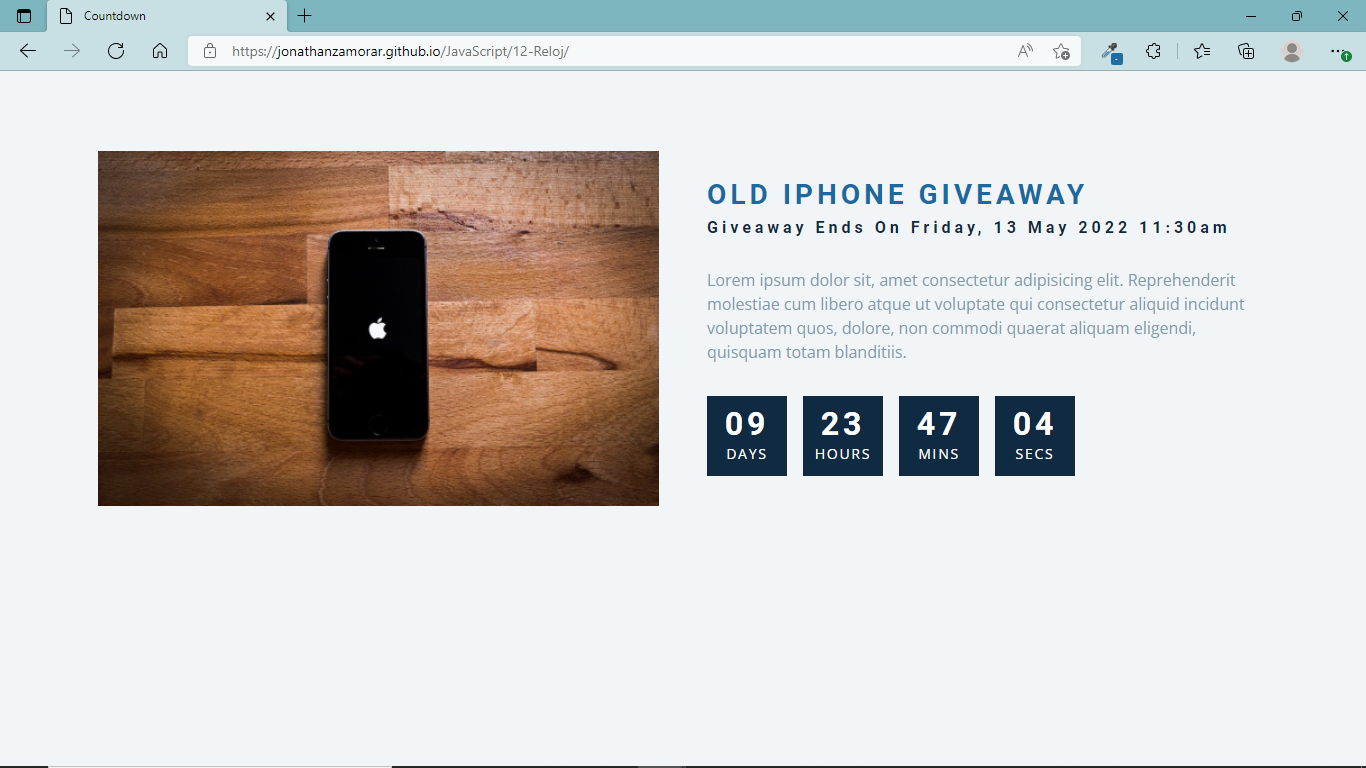 Countdown
https://jonathanzamorar.github.io/JavaScript/12-Reloj/
OLD IPHONE GIVEAWAY
Giveaway Ends On Friday, 13 May 2022 11:30am
Lorem ipsum dolor sit, amet consectetur adipisicing elit. Reprehenderit
molestiae cum libero atque ut voluptate qui consectetur aliquid incidunt
voluptatem quos, dolore, non commodi quaerat aliquam eligendi,
quisquam totam blanditiis.
09 23 47 04
DAYS HOURS MINS SECS